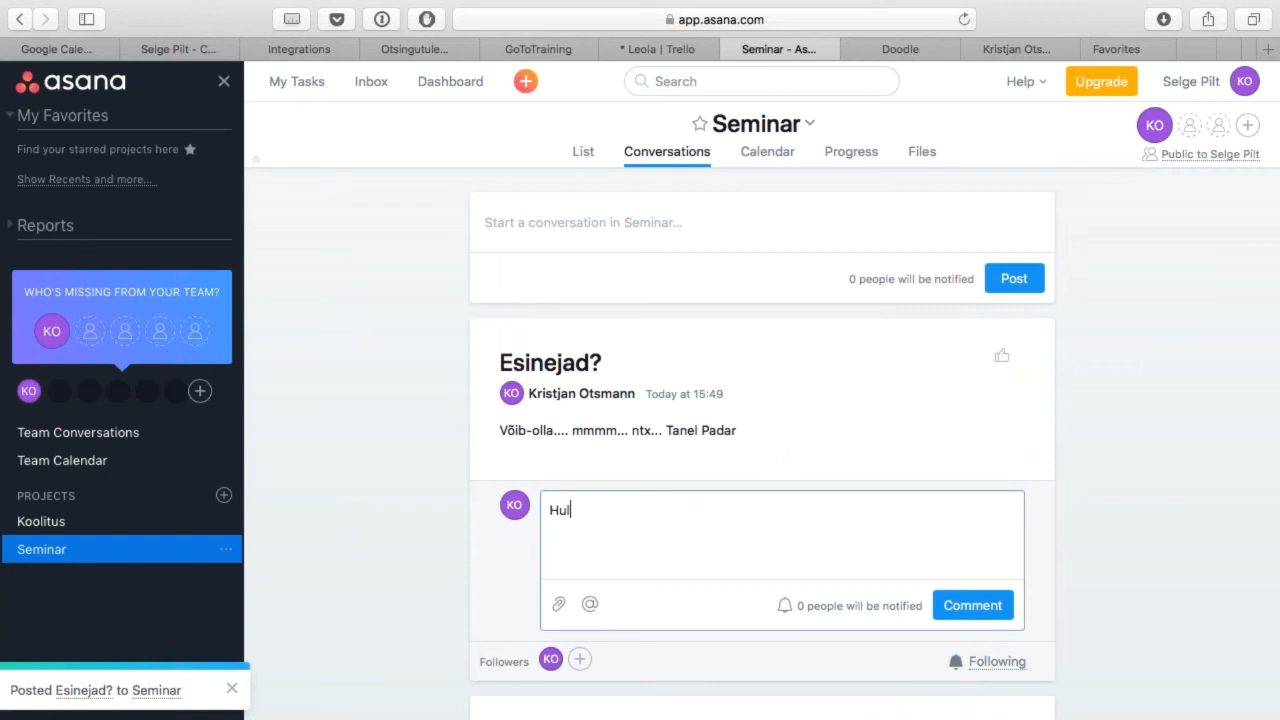 app.asana.com
Google Cale...
Selge Pilt - C...
Integrations
Otsingutule...
GoToTraining
* Leola | Trello
Seminar - As...
Doodle
Kristjan Ots...
Favorites
asana
My Tasks
Inbox
Dashboard
Search
Help
Upgrade
Selge Pilt
KO
My Favorites
Find your starred projects here
Show Recents and more...
Reports
WHO'S MISSING FROM YOUR TEAM?
KO
KO
Team Conversations
Team Calendar
PROJECTS
Koolitus
Seminar
Seminar
KO
List
Conversations
Calendar
Progress
Files
Public to Selge Pilt
Start a conversation in Seminar...
0 people will be notified
Post
Esinejad?
KO
Kristjan Otsmann
Today at 15:49
Võib-olla.... mmmm... ntx... Tanel Padar
KO
Hul
0 people will be notified
Comment
Followers
KO
Following
Posted Esinejad? to Seminar